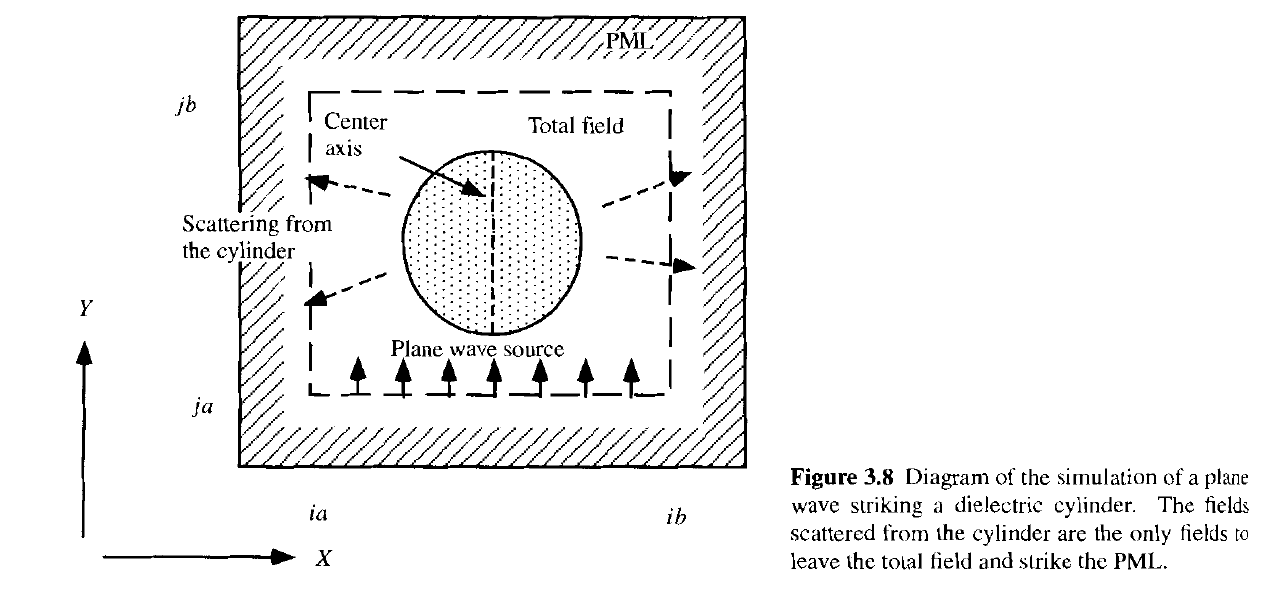 PML
jb
Center
axis
Total field
Scattering from
the cylinder
Y
Plane wave source
ja
ia
ib
X
Figure 3.8 Diagram of the simulation of a plane
wave striking a dielectric cylinder. The fields
scattered from the cylinder are the only fields to
leave the total field and strike the PML.